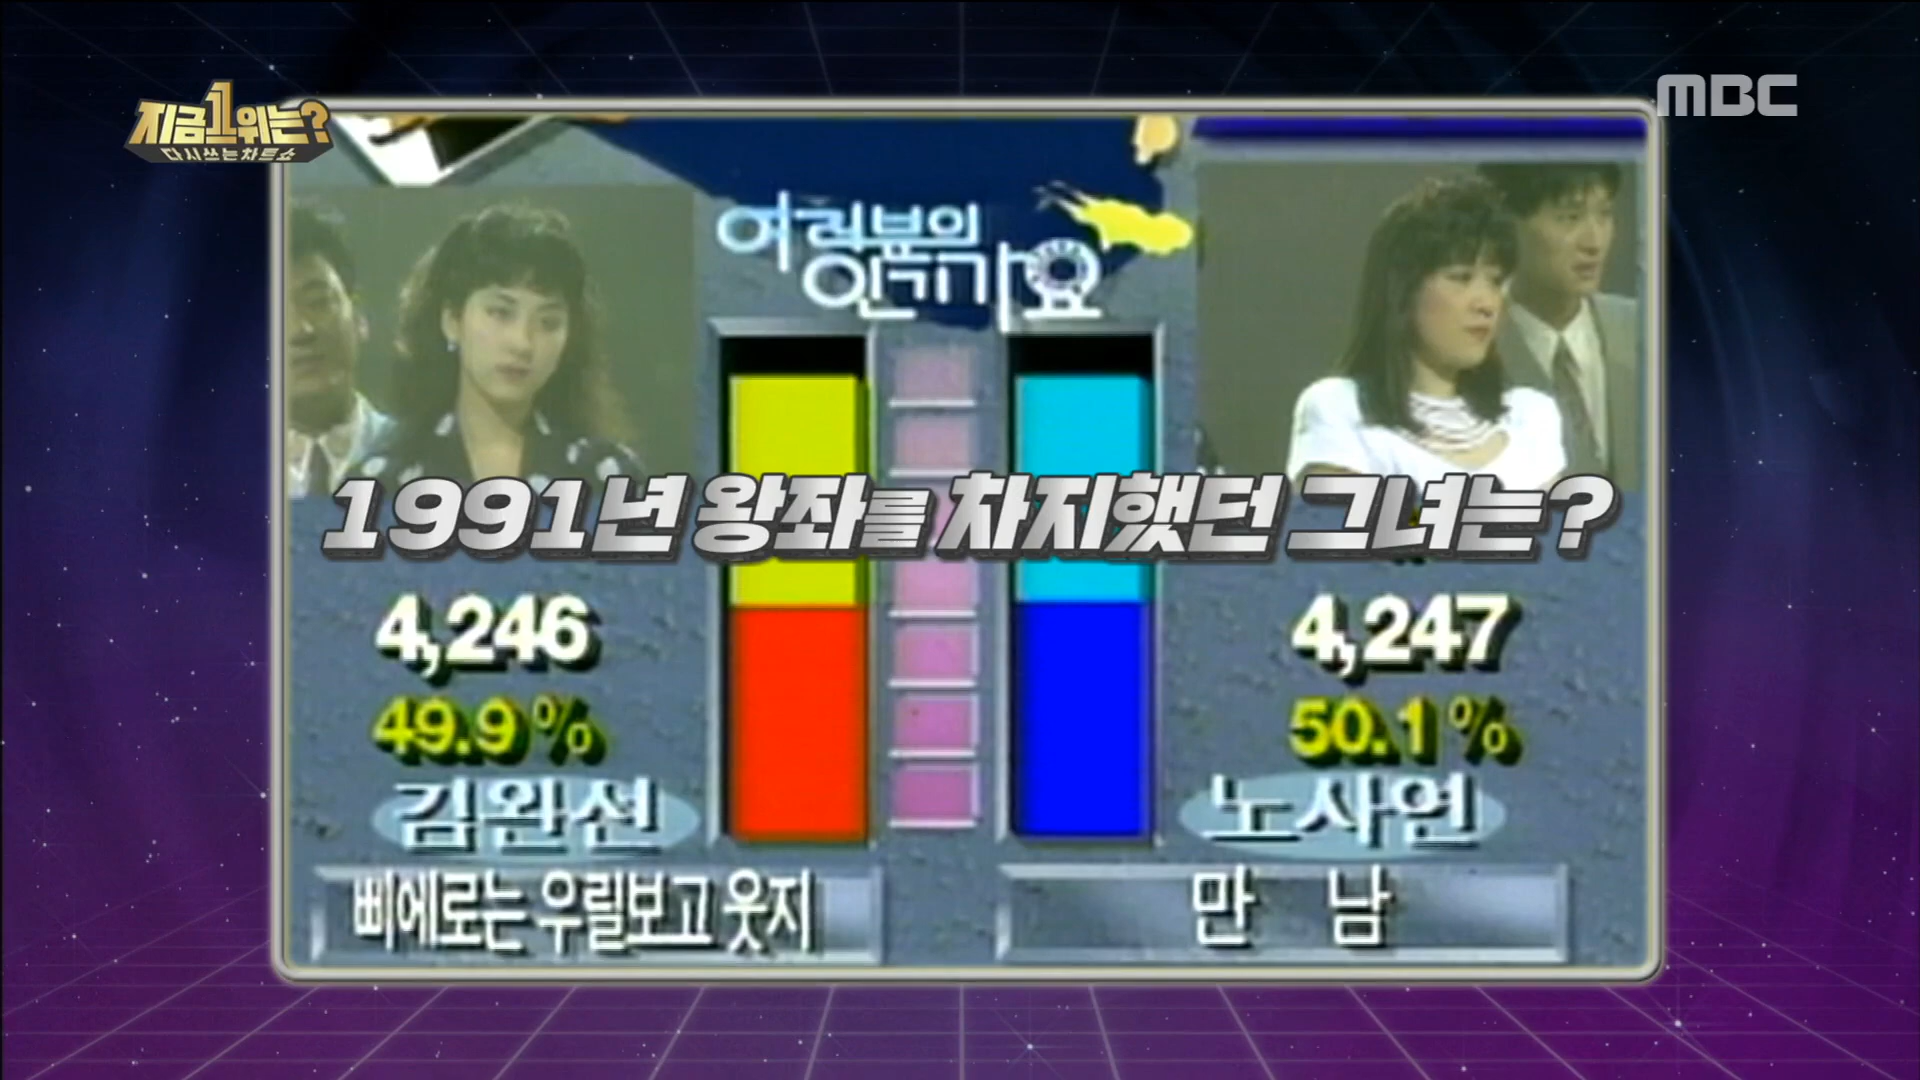 지금 1위는?
다시 쓰는 차트쇼
MBC
여러분의
인기가요
1991년 왕좌를 차지했던 그녀는?
4,246
4,247
49.9%
50.1%
김완선
노사연
삐에로는 우릴보고 웃지
만 남